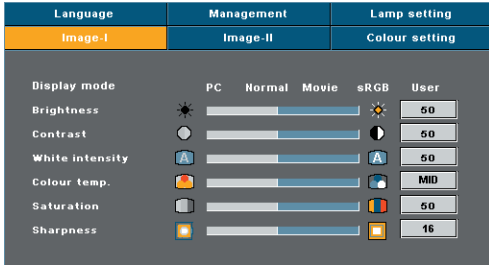 Language Management Lamp setting
Image-I Image-II Colour setting
Display mode PC Normal Movie sRGB User
Brightness 50
Contrast 50
White intensity A A 50
Colour temp. MID
Saturation 50
Sharpness 16